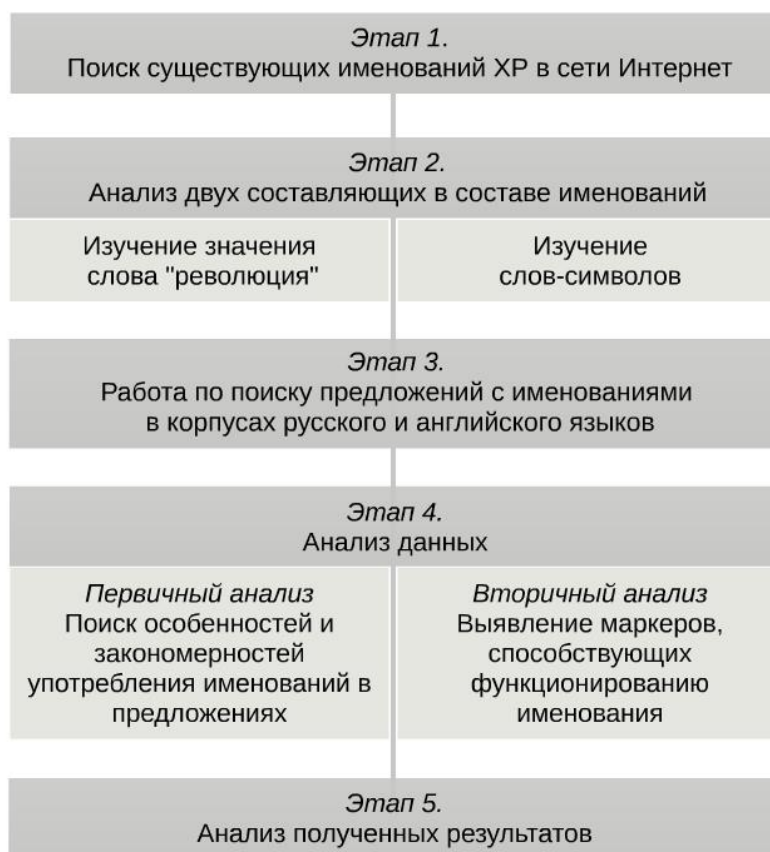 Этап 1.
Поиск существующих именований ХР в сети Интернет
Этап 2.
Анализ двух составляющих в составе именований
Изучение значения
слова "революция"
Изучение
слов-символов
Этап 3.
Работа по поиску предложений с именованиями
в корпусах русского и английского языков
Этап 4.
Анализ данных
Первичный анализ
Поиск особенностей и
закономерностей
употребления именований в
предложениях
Вторичный анализ
Выявление маркеров,
способствующих
функционированию
именования
Этап 5.
Анализ полученных результатов